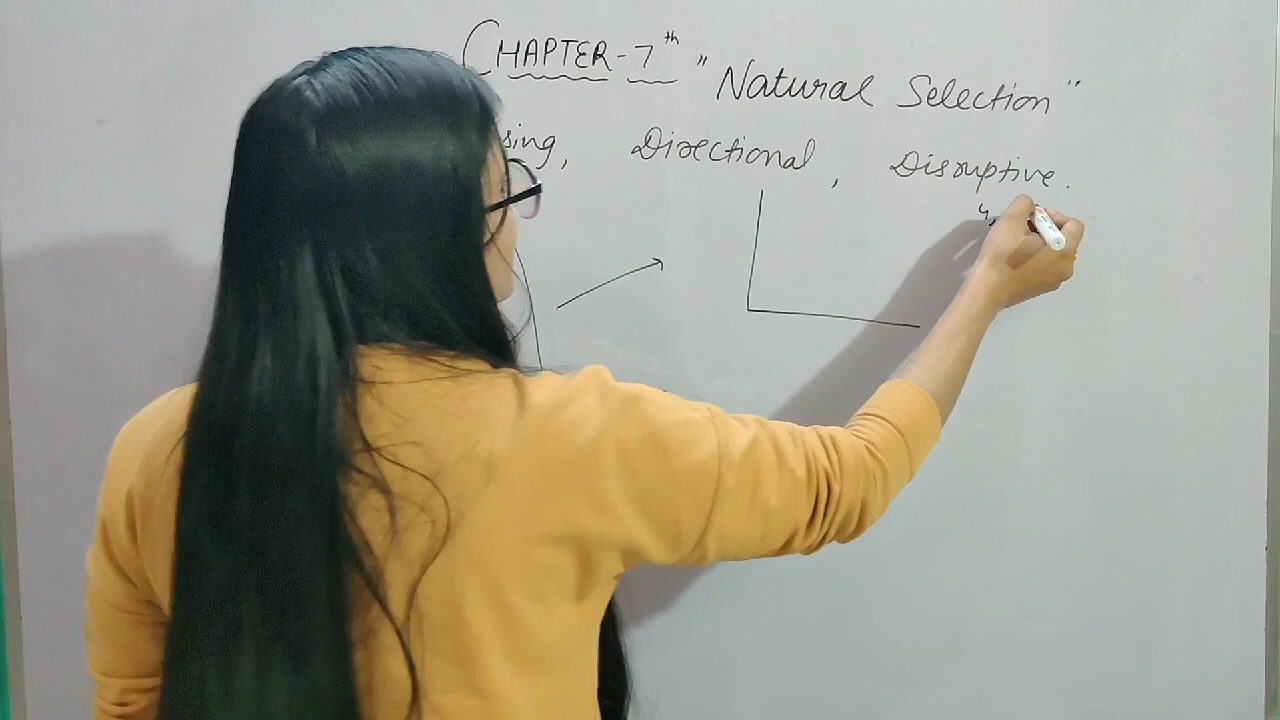 CHAPTER-7th "Natural Selection"
sing, Directional, Disruptive.